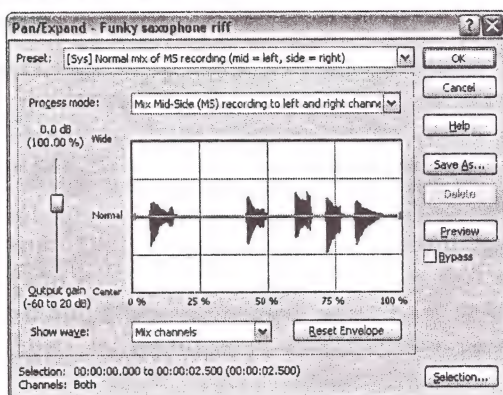 Pan/Expand - Funky saxophone riff
Preset: [Sys] Normal mix of MS recording (mid = left, side = right)
OK
Cancel
Process mode: Mix Mid-Side (MS) recording to left and right channe
Help
0.0 dB
(100.00 %)
Wide
Save As...
Delete
Normal
Preview
Bypass
Output gain
(-60 to 20 dB)
Center
0 % 25 % 50 % 75 % 100 %
Show wave: Mix channels
Reset Envelope
Selection: 00:00:00.000 to 00:00:02.500 (00:00:02.500)
Channels: Both
Selection...